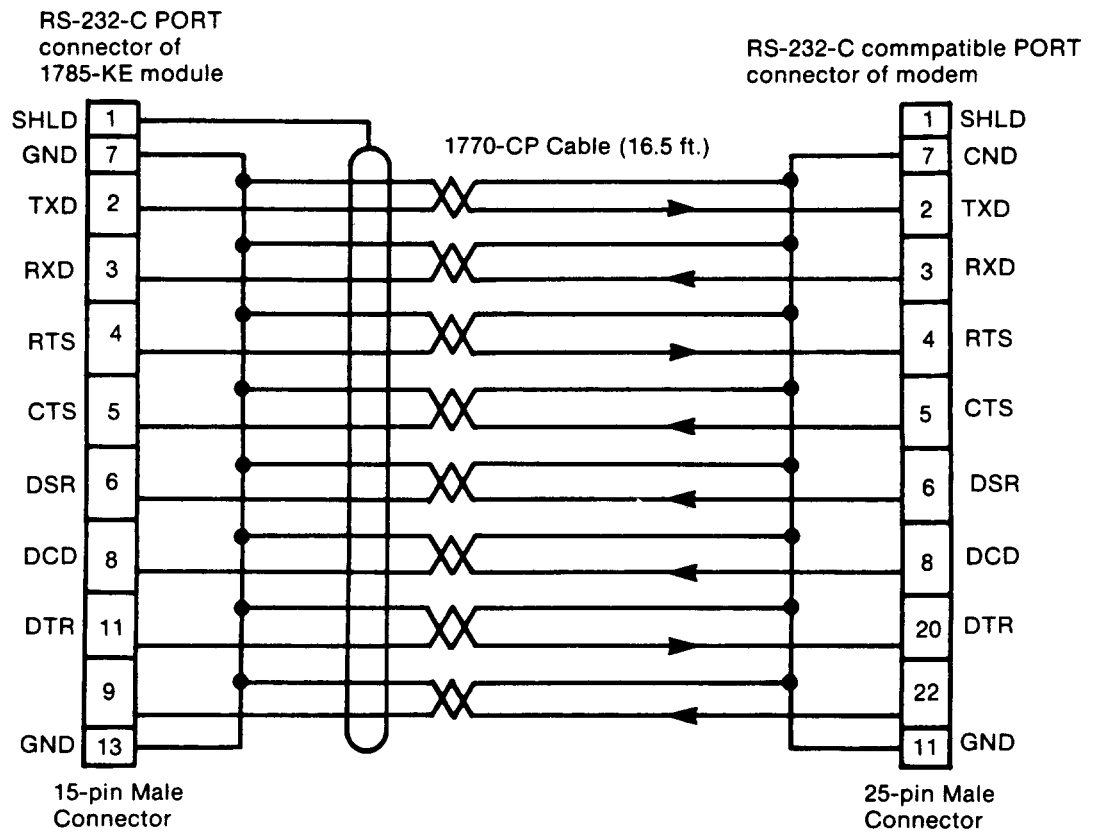 RS-232-C PORT
connector of
1785-KE module
RS-232-C commpatible PORT
connector of modem
1770-CP Cable (16.5 ft.)
SHLD 1
GND 7
TXD 2
RXD 3
RTS 4
CTS 5
DSR 6
DCD 8
DTR 11
9
GND 13
1 SHLD
7 CND
2 TXD
3 RXD
4 RTS
5 CTS
6 DSR
8 DCD
20 DTR
22
11 GND
15-pin Male
Connector
25-pin Male
Connector